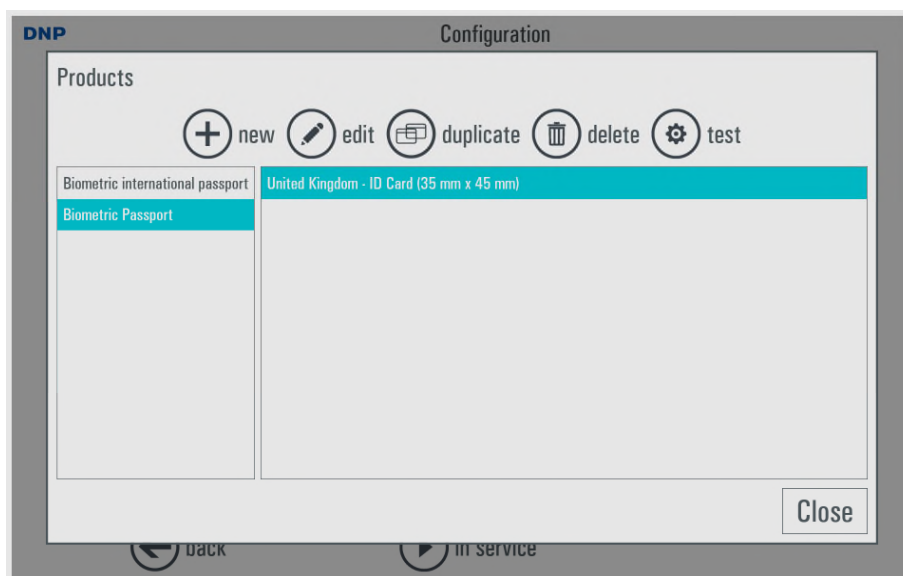 DNP Configuration
Products
new edit duplicate delete test
Biometric international passport United Kingdom - ID Card (35 mm x 45 mm)
Biometric Passport
Close
back in service